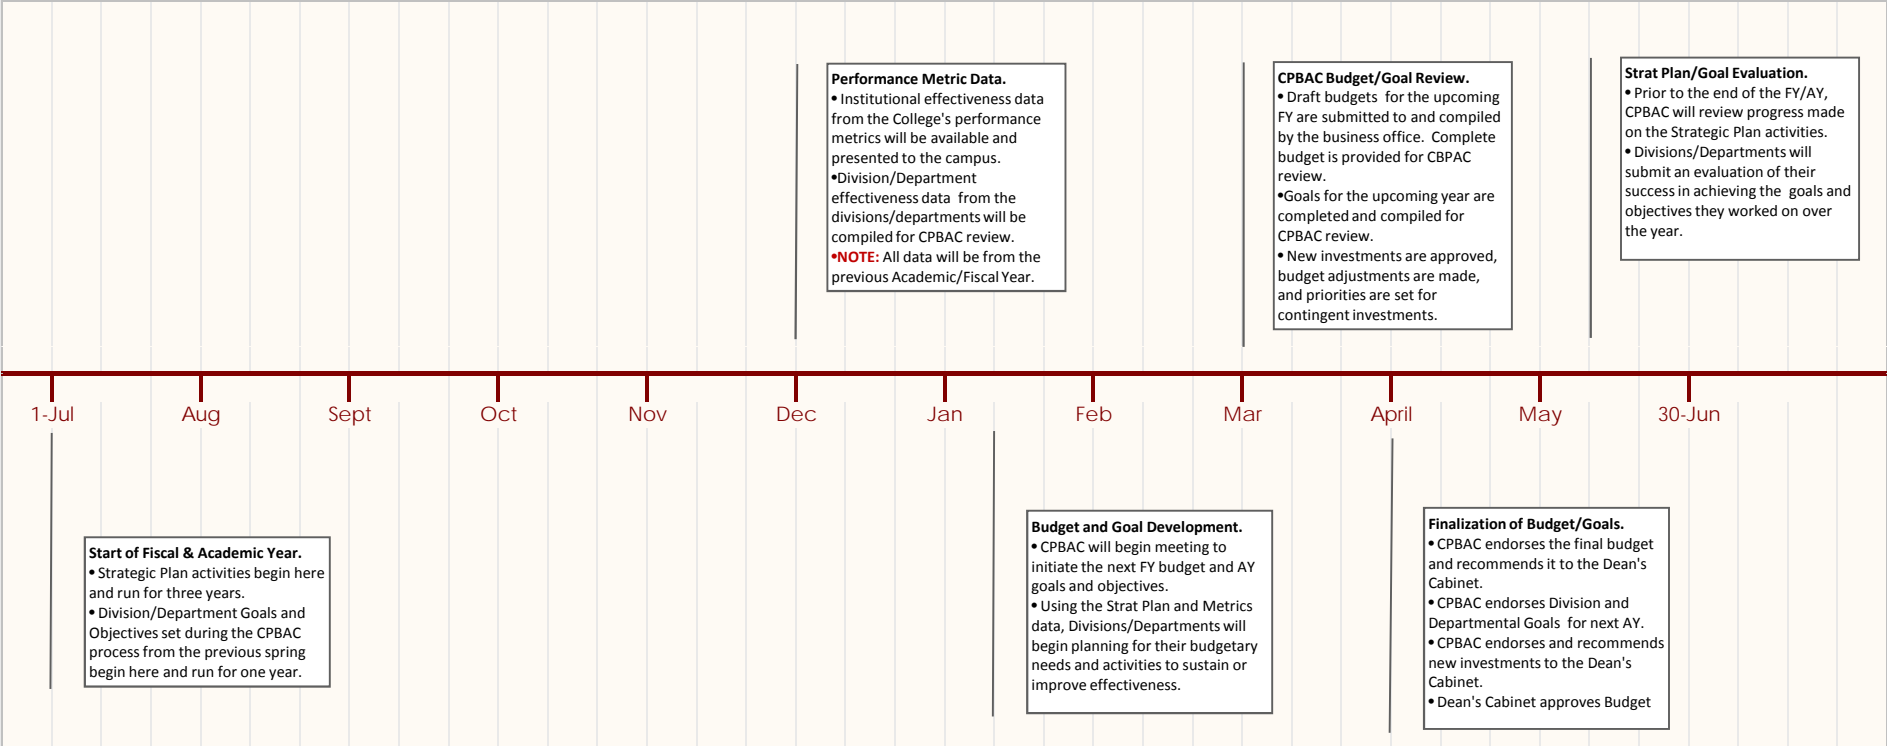 Performance Metric Data.
• Institutional effectiveness data
from the College's performance
metrics will be available and
presented to the campus.
•Division/Department
effectiveness data  from the
divisions/departments will be
compiled for CPBAC review.
•NOTE: All data will be from the
previous Academic/Fiscal Year.
CPBAC Budget/Goal Review.
• Draft budgets  for the upcoming
FY are submitted to and compiled
by the business office.  Complete
budget is provided for CBPAC
review.
•Goals for the upcoming year are
completed and compiled for
CPBAC review.
• New investments are approved,
budget adjustments are made,
and priorities are set for
contingent investments.
Strat Plan/Goal Evaluation.
• Prior to the end of the FY/AY,
CPBAC will review progress made
on the Strategic Plan activities.
• Divisions/Departments will
submit an evaluation of their
success in achieving the  goals and
objectives they worked on over
the year.
1-Jul Aug Sept Oct Nov Dec Jan Feb Mar April May 30-Jun
Start of Fiscal & Academic Year.
• Strategic Plan activities begin here
and run for three years.
• Division/Department Goals and
Objectives set during the CPBAC
process from the previous spring
begin here and run for one year.
Budget and Goal Development.
• CPBAC will begin meeting to
initiate the next FY budget and AY
goals and objectives.
• Using the Strat Plan and Metrics
data, Divisions/Departments will
begin planning for their budgetary
needs and activities to sustain or
improve effectiveness.
Finalization of Budget/Goals.
• CPBAC endorses the final budget
and recommends it to the Dean's
Cabinet.
• CPBAC endorses Division and
Departmental Goals  for next AY.
• CPBAC endorses and recommends
new investments to the Dean's
Cabinet.
• Dean's Cabinet approves Budget